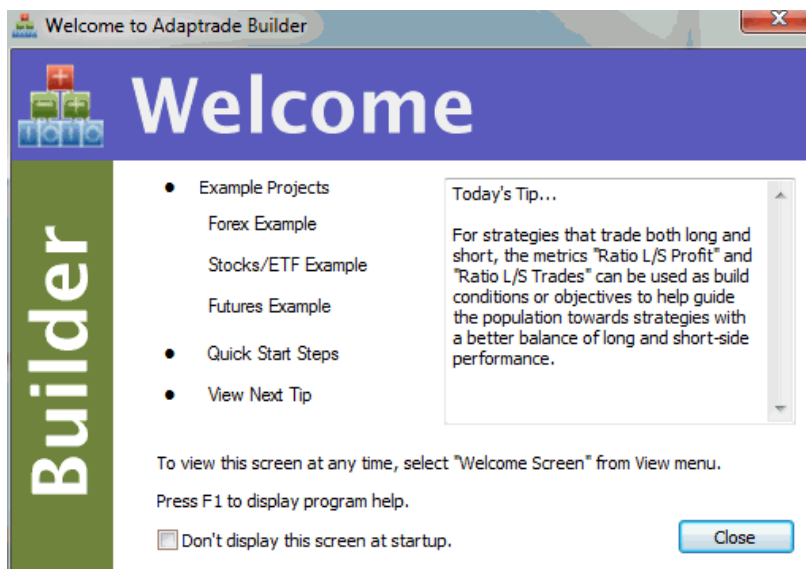 Welcome to Adaptrade Builder
Welcome
Builder
Example Projects
Forex Example
Stocks/ETF Example
Futures Example
Quick Start Steps
View Next Tip
Today's Tip...
For strategies that trade both long and
short, the metrics "Ratio L/S Profit" and
"Ratio L/S Trades" can be used as build
conditions or objectives to help guide
the population towards strategies with
a better balance of long and short-side
performance.
To view this screen at any time, select "Welcome Screen" from View menu.
Press F1 to display program help.
Don't display this screen at startup.
Close